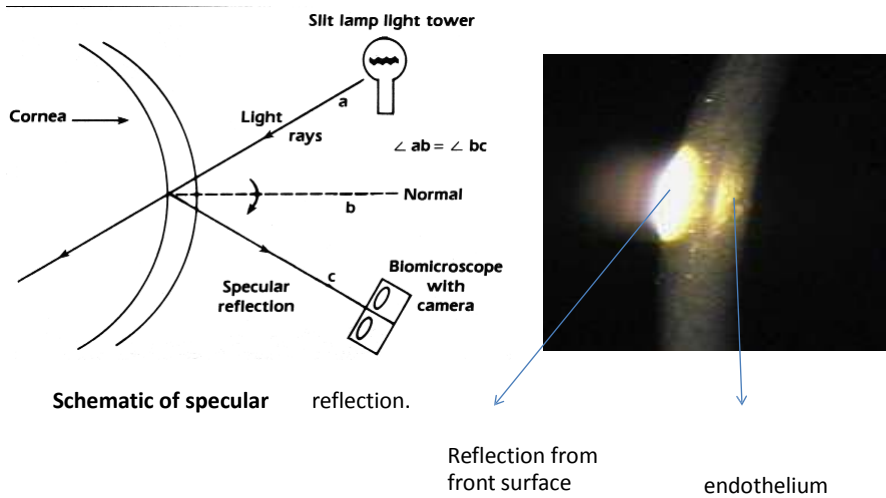 Slit lamp light tower
a
Cornea
Light
rays
∠ ab = ∠ bc
b
Normal
c
Biomicroscope
with
camera
Specular
reflection
Schematic of specular reflection.
Reflection from
front surface
endothelium